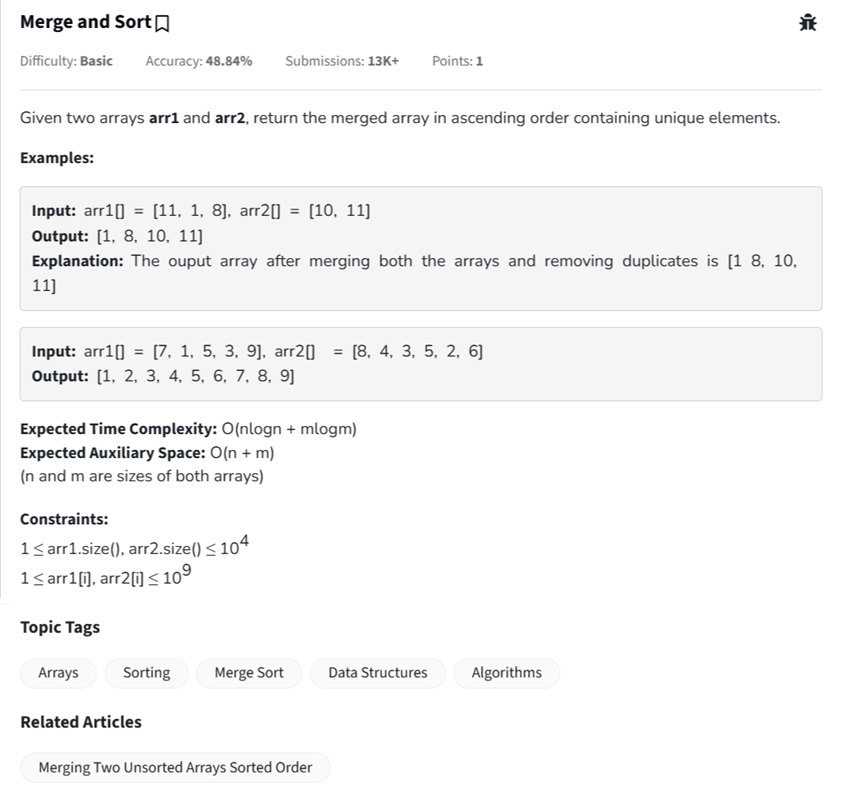 Merge and Sort
Difficulty: Basic Accuracy: 48.84% Submissions: 13K+ Points: 1
Given two arrays arr1 and arr2, return the merged array in ascending order containing unique elements.
Examples:
Input: arr1[] = [11, 1, 8], arr2[] = [10, 11]
Output: [1, 8, 10, 11]
Explanation: The ouput array after merging both the arrays and removing duplicates is [1 8, 10,
11]
Input: arr1[] = [7, 1, 5, 3, 9], arr2[] = [8, 4, 3, 5, 2, 6]
Output: [1, 2, 3, 4, 5, 6, 7, 8, 9]
Expected Time Complexity: O(nlogn + mlogm)
Expected Auxiliary Space: O(n + m)
(n and m are sizes of both arrays)
Constraints:
1 ≤ arr1.size(), arr2.size() ≤ 10^4
1 ≤ arr1[i], arr2[i] ≤ 10^9
Topic Tags
Arrays Sorting Merge Sort Data Structures Algorithms
Related Articles
Merging Two Unsorted Arrays Sorted Order